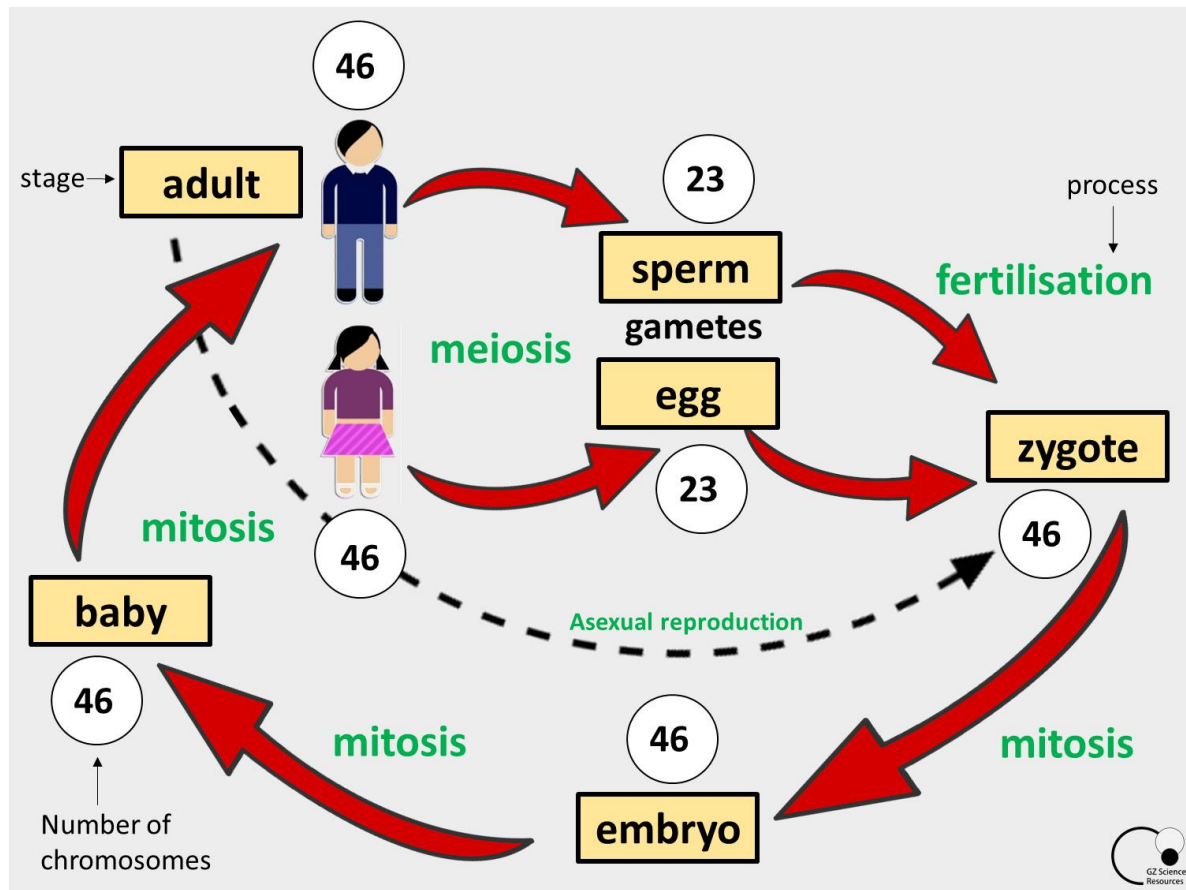 46
stage
adult
23
process
sperm
fertilisation
gametes
meiosis
egg
zygote
23
mitosis
46
46
baby
Asexual reproduction
46
46
mitosis
mitosis
embryo
Number of
chromosomes
GZ Science
Resources